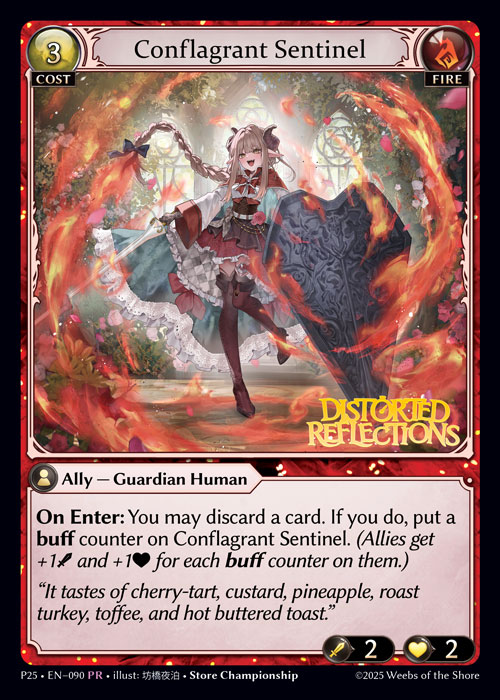 3
COST
Conflagrant Sentinel
FIRE
DISTORTED
REFLECTIONS
Ally — Guardian Human
On Enter: You may discard a card. If you do, put a
buff counter on Conflagrant Sentinel. (Allies get
+1 and +1 for each buff counter on them.)
“It tastes of cherry-tart, custard, pineapple, roast
turkey, toffee, and hot buttered toast.”
2
2
P25 • EN–090 PR • illust: 坊橋夜泊 • Store Championship
©2025 Weebs of the Shore